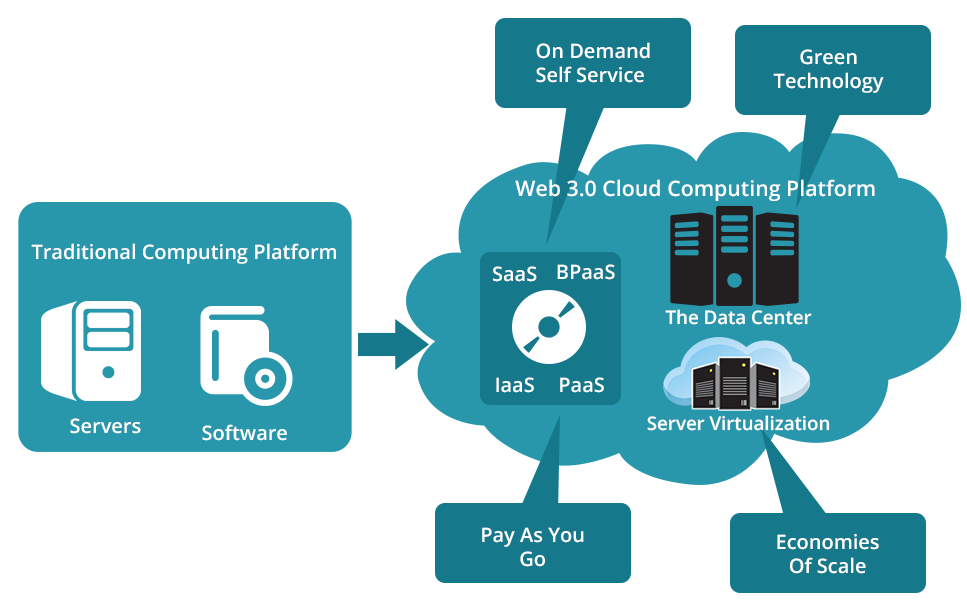 On Demand
Self Service
Green
Technology
Web 3.0 Cloud Computing Platform
Traditional Computing Platform
SaaS BPaaS
The Data Center
IaaS PaaS
Servers
Software
Server Virtualization
Pay As You
Go
Economies
Of Scale